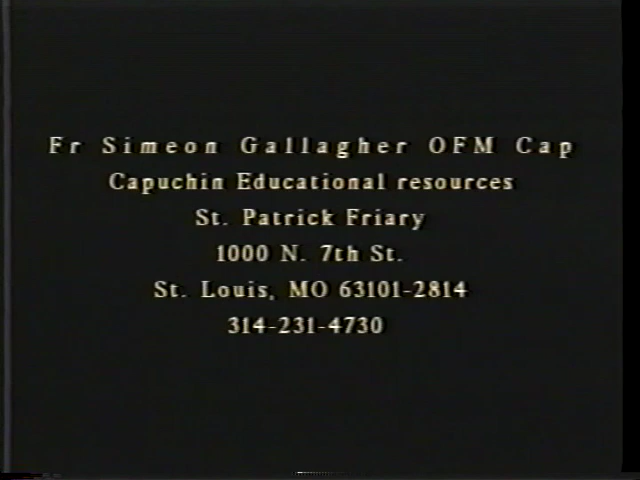 Fr Simeon Gallagher OFM Cap
Capuchin Educational resources
St. Patrick Friary
1000 N. 7th St.
St. Louis, MO 63101-2814
314-231-4730